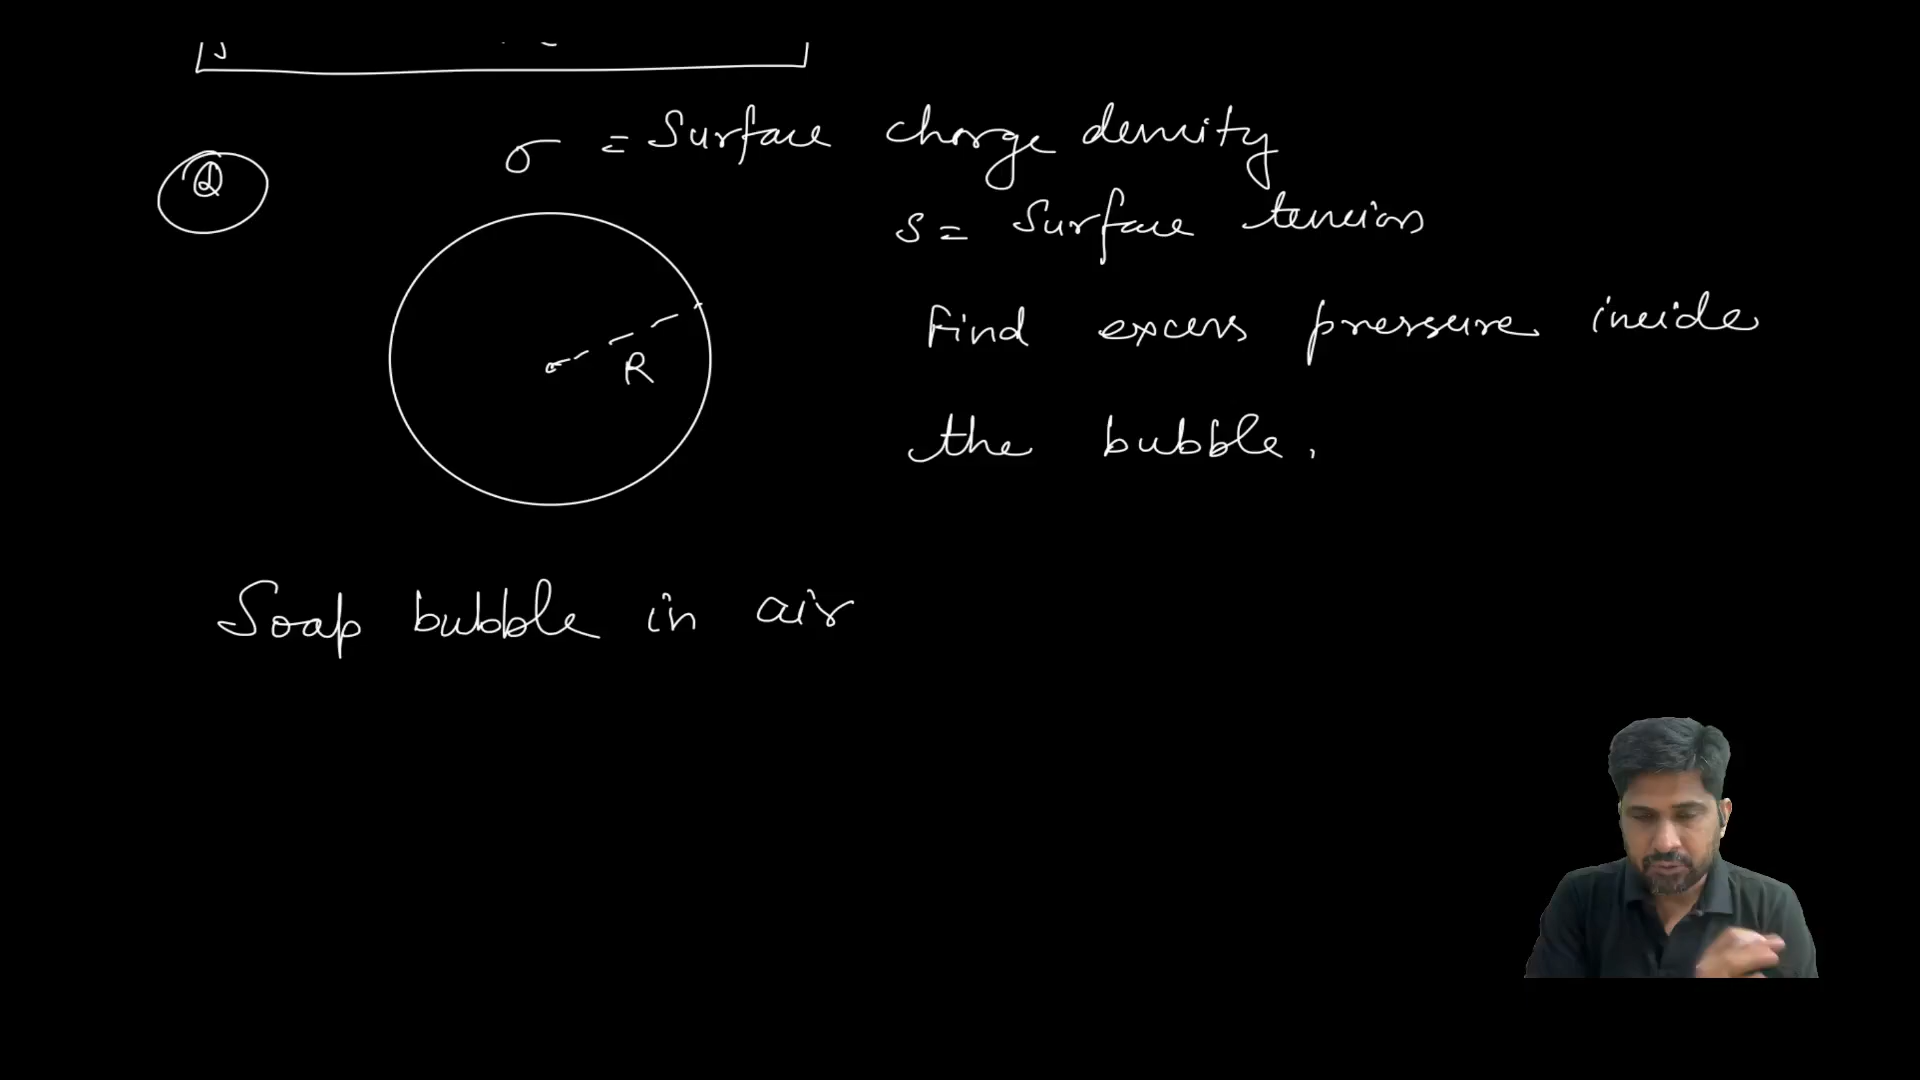 σ = Surface charge density
Q
S = Surface tension
R
Find excess pressure inside
the bubble.
Soap bubble in air